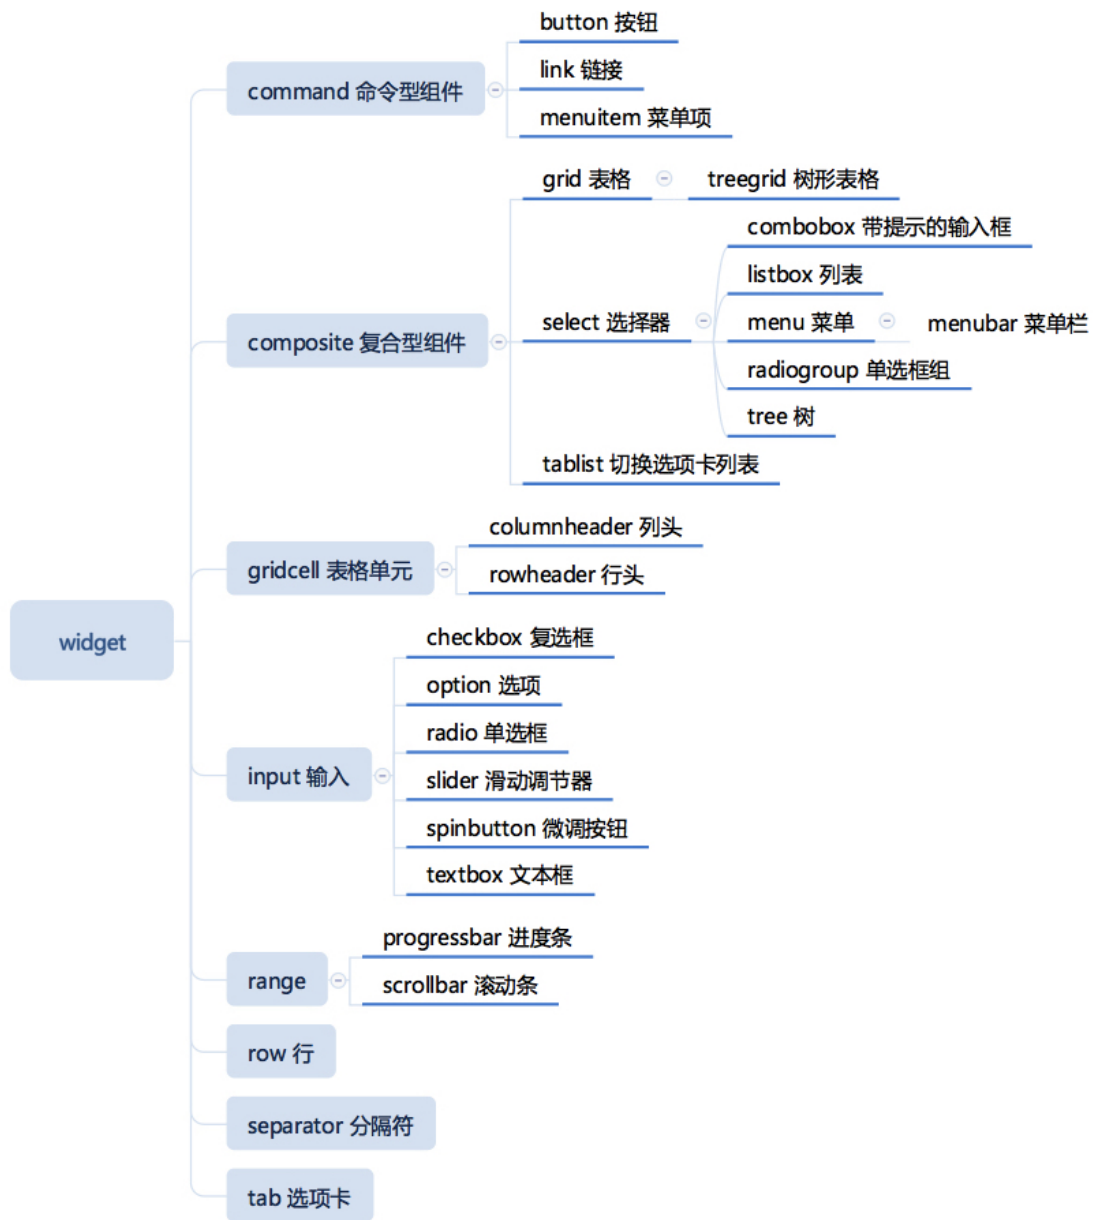 widget
command 命令型组件
button 按钮
link 链接
menuitem 菜单项
composite 复合型组件
grid 表格
treegrid 树形表格
select 选择器
combobox 带提示的输入框
listbox 列表
menu 菜单
menubar 菜单栏
radiogroup 单选框组
tree 树
tablist 切换选项卡列表
gridcell 表格单元
columnheader 列头
rowheader 行头
input 输入
checkbox 复选框
option 选项
radio 单选框
slider 滑动调节器
spinbutton 微调按钮
textbox 文本框
range
progressbar 进度条
scrollbar 滚动条
row 行
separator 分隔符
tab 选项卡